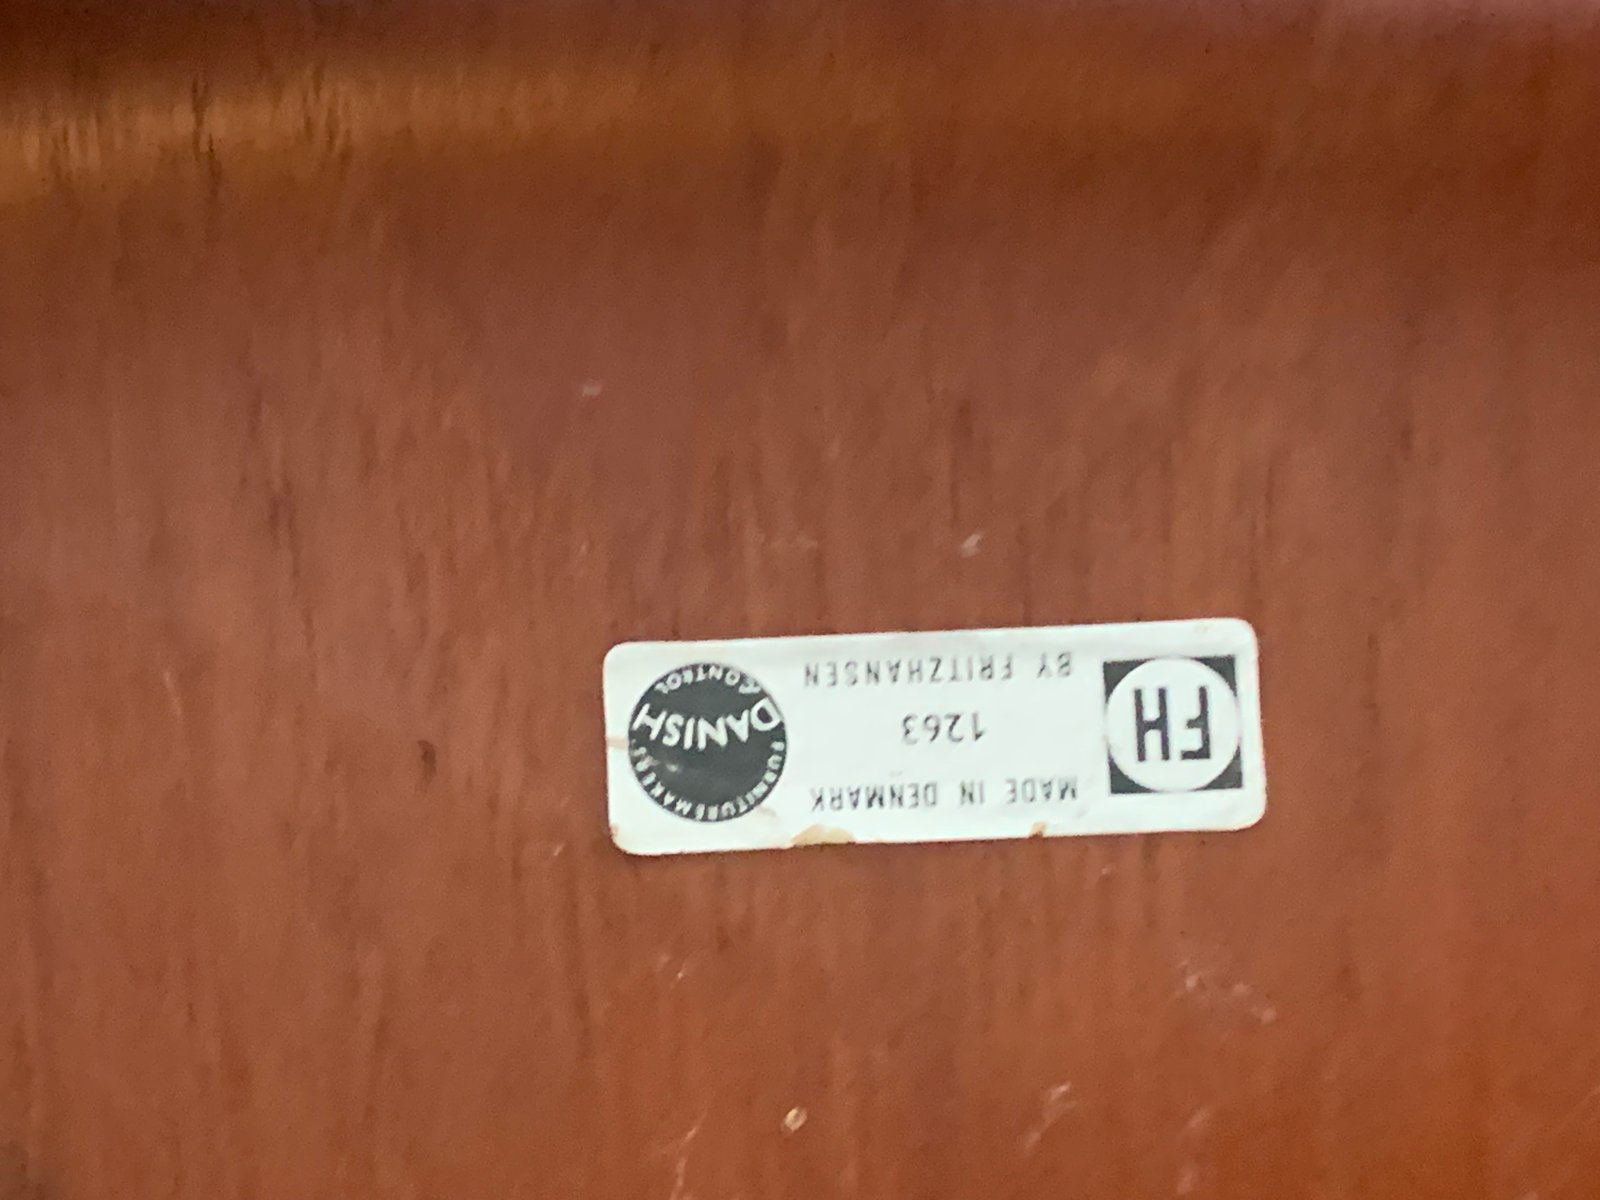 FH
MADE IN DENMARK
1263
BY FRITZHANSEN
FURNITUREMAKERS'
DANISH
CONTROL